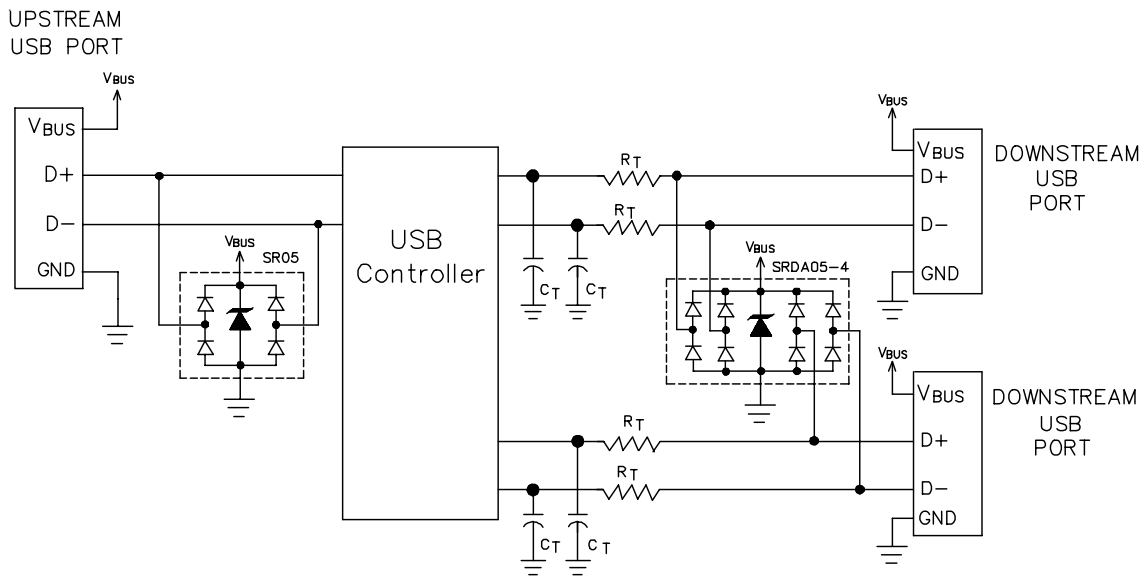 UPSTREAM
USB PORT
VBUS
VBUS
D+
D-
GND
VBUS
SR05
USB
Controller
RT
RT
CT
CT
VBUS
SRDA05-4
VBUS
VBUS
D+
D-
GND
DOWNSTREAM
USB
PORT
RT
RT
CT
CT
VBUS
VBUS
D+
D-
GND
DOWNSTREAM
USB
PORT